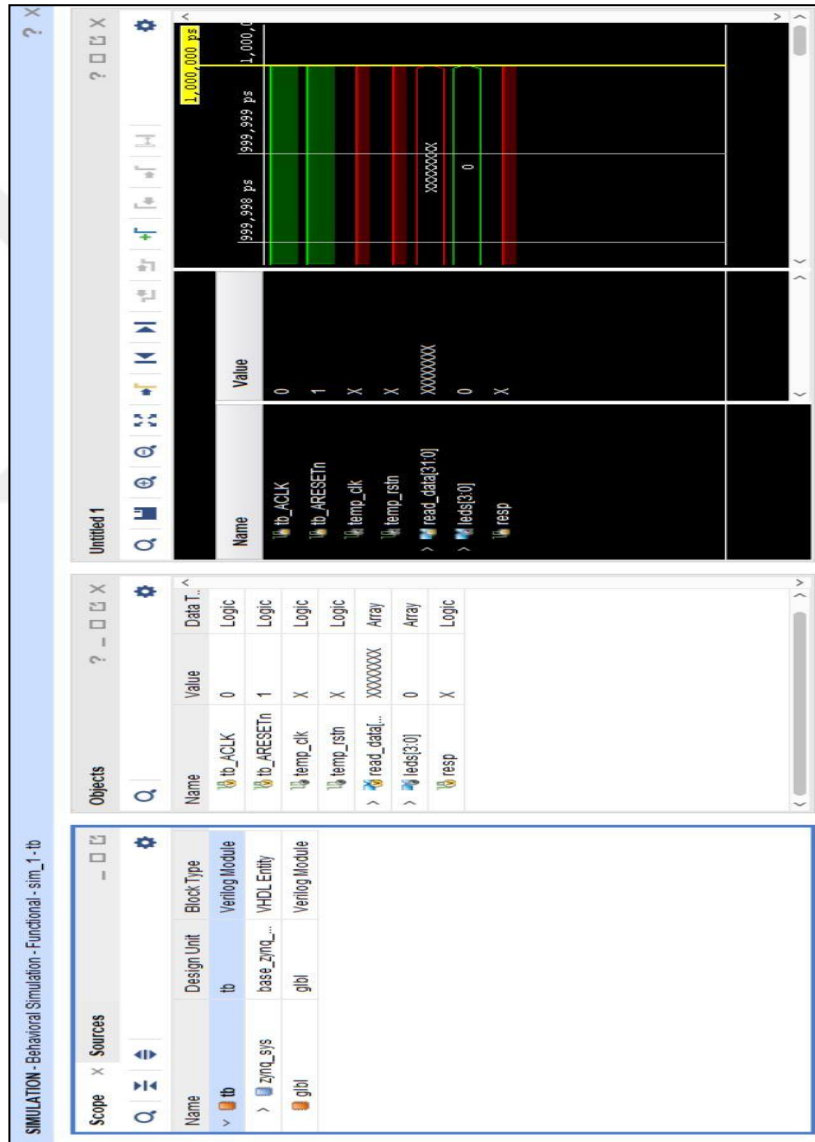 SIMULATION - Behavioral Simulation - Functional - sim_1 - tb
Scope Sources
Name Design Unit Block Type
tb tb Verilog Module
zynq_sys base_zynq_... VHDL Entity
glbl glbl Verilog Module
Objects
Name Value Data T..
tb_ACLK 0 Logic
tb_ARESETn 1 Logic
temp_clk X Logic
temp_rstn X Logic
read_data[... XXXXXXXX Array
leds[3:0] 0 Array
resp X Logic
Untitled 1
Name Value
tb_ACLK 0
tb_ARESETn 1
temp_clk X
temp_rstn X
read_data[31:0] XXXXXXXX
leds[3:0] 0
resp X
1,000,000 ps
999,998 ps 999,999 ps 1,000,0
XXXXXXXX
0